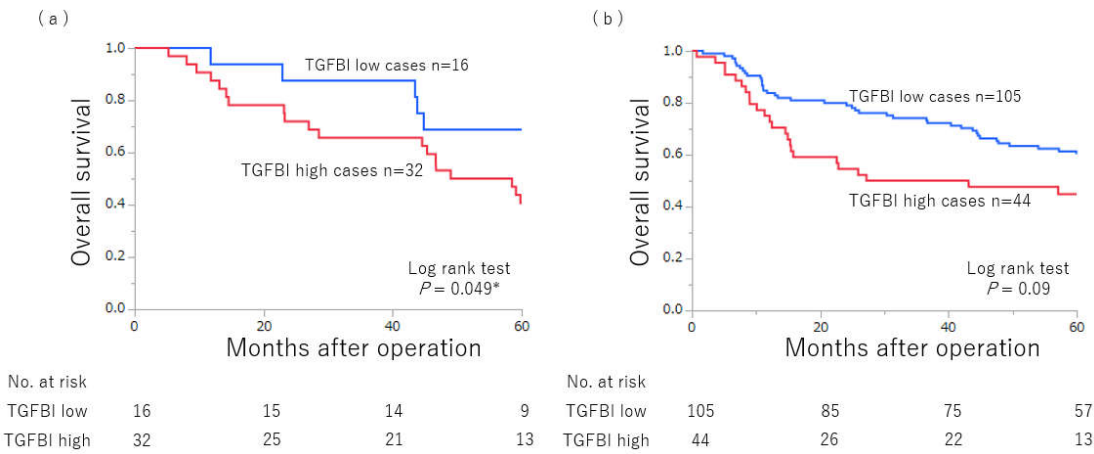 (a)
1.0
0.8
0.6
0.4
0.2
0.0
Overall survival
TGFBI low cases n=16
TGFBI high cases n=32
Log rank test
P = 0.049*
0 20 40 60
Months after operation
No. at risk
TGFBI low 16 15 14 9
TGFBI high 32 25 21 13
(b)
1.0
0.8
0.6
0.4
0.2
0.0
Overall survival
TGFBI low cases n=105
TGFBI high cases n=44
Log rank test
P = 0.09
0 20 40 60
Months after operation
No. at risk
TGFBI low 105 85 75 57
TGFBI high 44 26 22 13